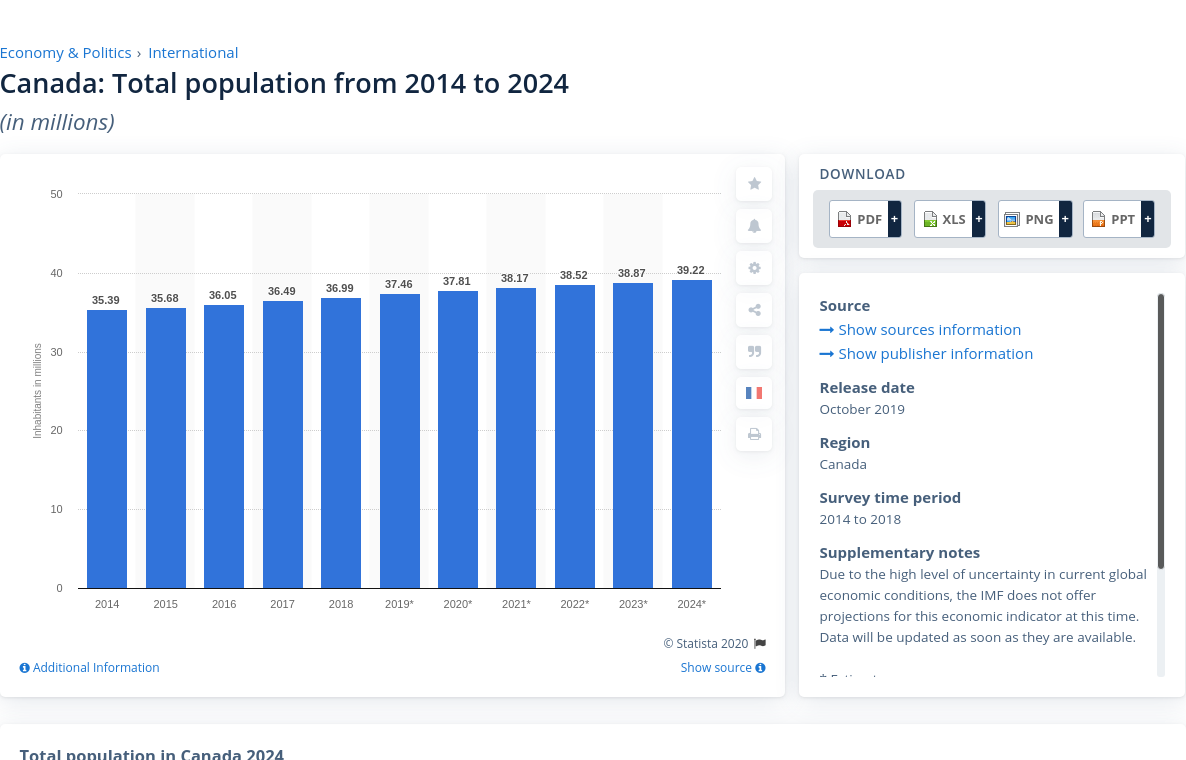 Economy & Politics › International
Canada: Total population from 2014 to 2024
(in millions)
50
40
30
20
10
0
Inhabitants in millions
35.39 35.68 36.05 36.49 36.99 37.46 37.81 38.17 38.52 38.87 39.22
2014 2015 2016 2017 2018 2019* 2020* 2021* 2022* 2023* 2024*
© Statista 2020
Additional Information
Show source
DOWNLOAD
PDF + XLS + PNG + PPT +
Source
Show sources information
Show publisher information
Release date
October 2019
Region
Canada
Survey time period
2014 to 2018
Supplementary notes
Due to the high level of uncertainty in current global
economic conditions, the IMF does not offer
projections for this economic indicator at this time.
Data will be updated as soon as they are available.
Total population in Canada 2024